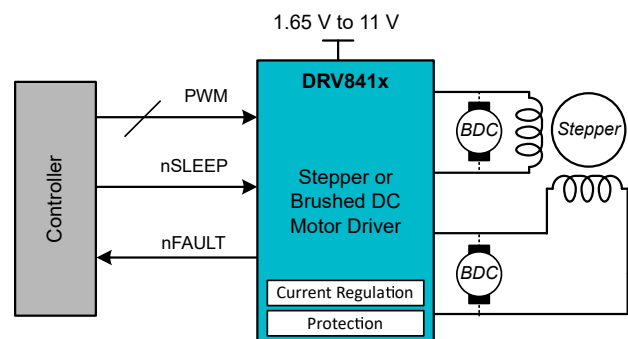 1.65 V to 11 V
DRV841x
Controller
PWM
nSLEEP
nFAULT
Stepper or
Brushed DC
Motor Driver
Current Regulation
Protection
BDC
Stepper
BDC